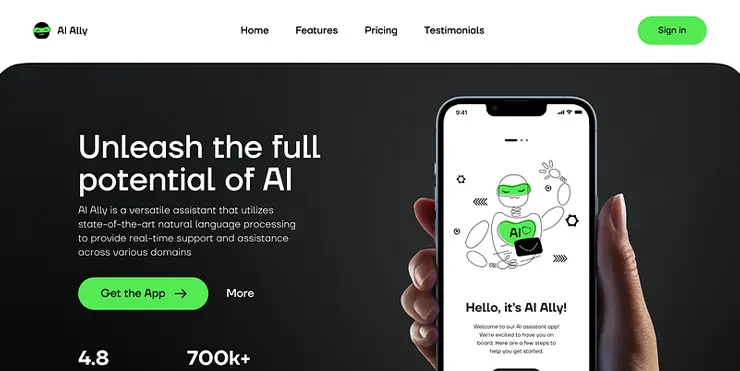 AI Ally
Home
Features
Pricing
Testimonials
Sign in
Unleash the full
potential of AI
AI Ally is a versatile assistant that utilizes
state-of-the-art natural language processing
to provide real-time support and assistance
across various domains
Get the App
More
4.8
700k+
9:41
AI
Hello, it's AI Ally!
Welcome to our AI assistant app!
We're excited to have you on
board. Here are a few steps to
help you get started.